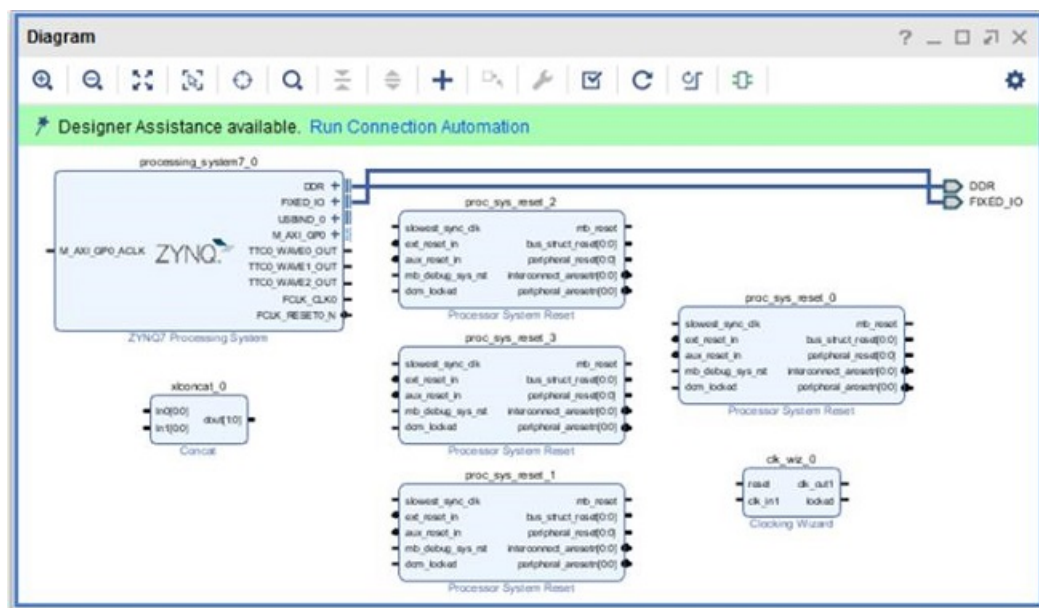 Diagram
Designer Assistance available. Run Connection Automation
processing_system7_0
DDR
FIXED_IO
USBIND_0
M_AXI_GP0
M_AXI_GP0_ACLK
ZYNQ
TTC0_WAVE0_OUT
TTC0_WAVE1_OUT
TTC0_WAVE2_OUT
FCLK_CLK0
FCLK_RESET0_N
ZYNQ7 Processing System
DDR
FIXED_IO
proc_sys_reset_2
slowest_sync_clk mb_reset
ext_reset_in bus_struct_reset[0:0]
aux_reset_in peripheral_reset[0:0]
mb_debug_sys_rst interconnect_aresetn[0:0]
dcm_locked peripheral_aresetn[0:0]
Processor System Reset
proc_sys_reset_0
slowest_sync_clk mb_reset
ext_reset_in bus_struct_reset[0:0]
aux_reset_in peripheral_reset[0:0]
mb_debug_sys_rst interconnect_aresetn[0:0]
dcm_locked peripheral_aresetn[0:0]
Processor System Reset
proc_sys_reset_3
slowest_sync_clk mb_reset
ext_reset_in bus_struct_reset[0:0]
aux_reset_in peripheral_reset[0:0]
mb_debug_sys_rst interconnect_aresetn[0:0]
dcm_locked peripheral_aresetn[0:0]
Processor System Reset
xlconcat_0
In0[0:0] dout[1:0]
In1[0:0]
Concat
clk_wiz_0
reset clk_out1
clk_in1 locked
Clocking Wizard
proc_sys_reset_1
slowest_sync_clk mb_reset
ext_reset_in bus_struct_reset[0:0]
aux_reset_in peripheral_reset[0:0]
mb_debug_sys_rst interconnect_aresetn[0:0]
dcm_locked peripheral_aresetn[0:0]
Processor System Reset